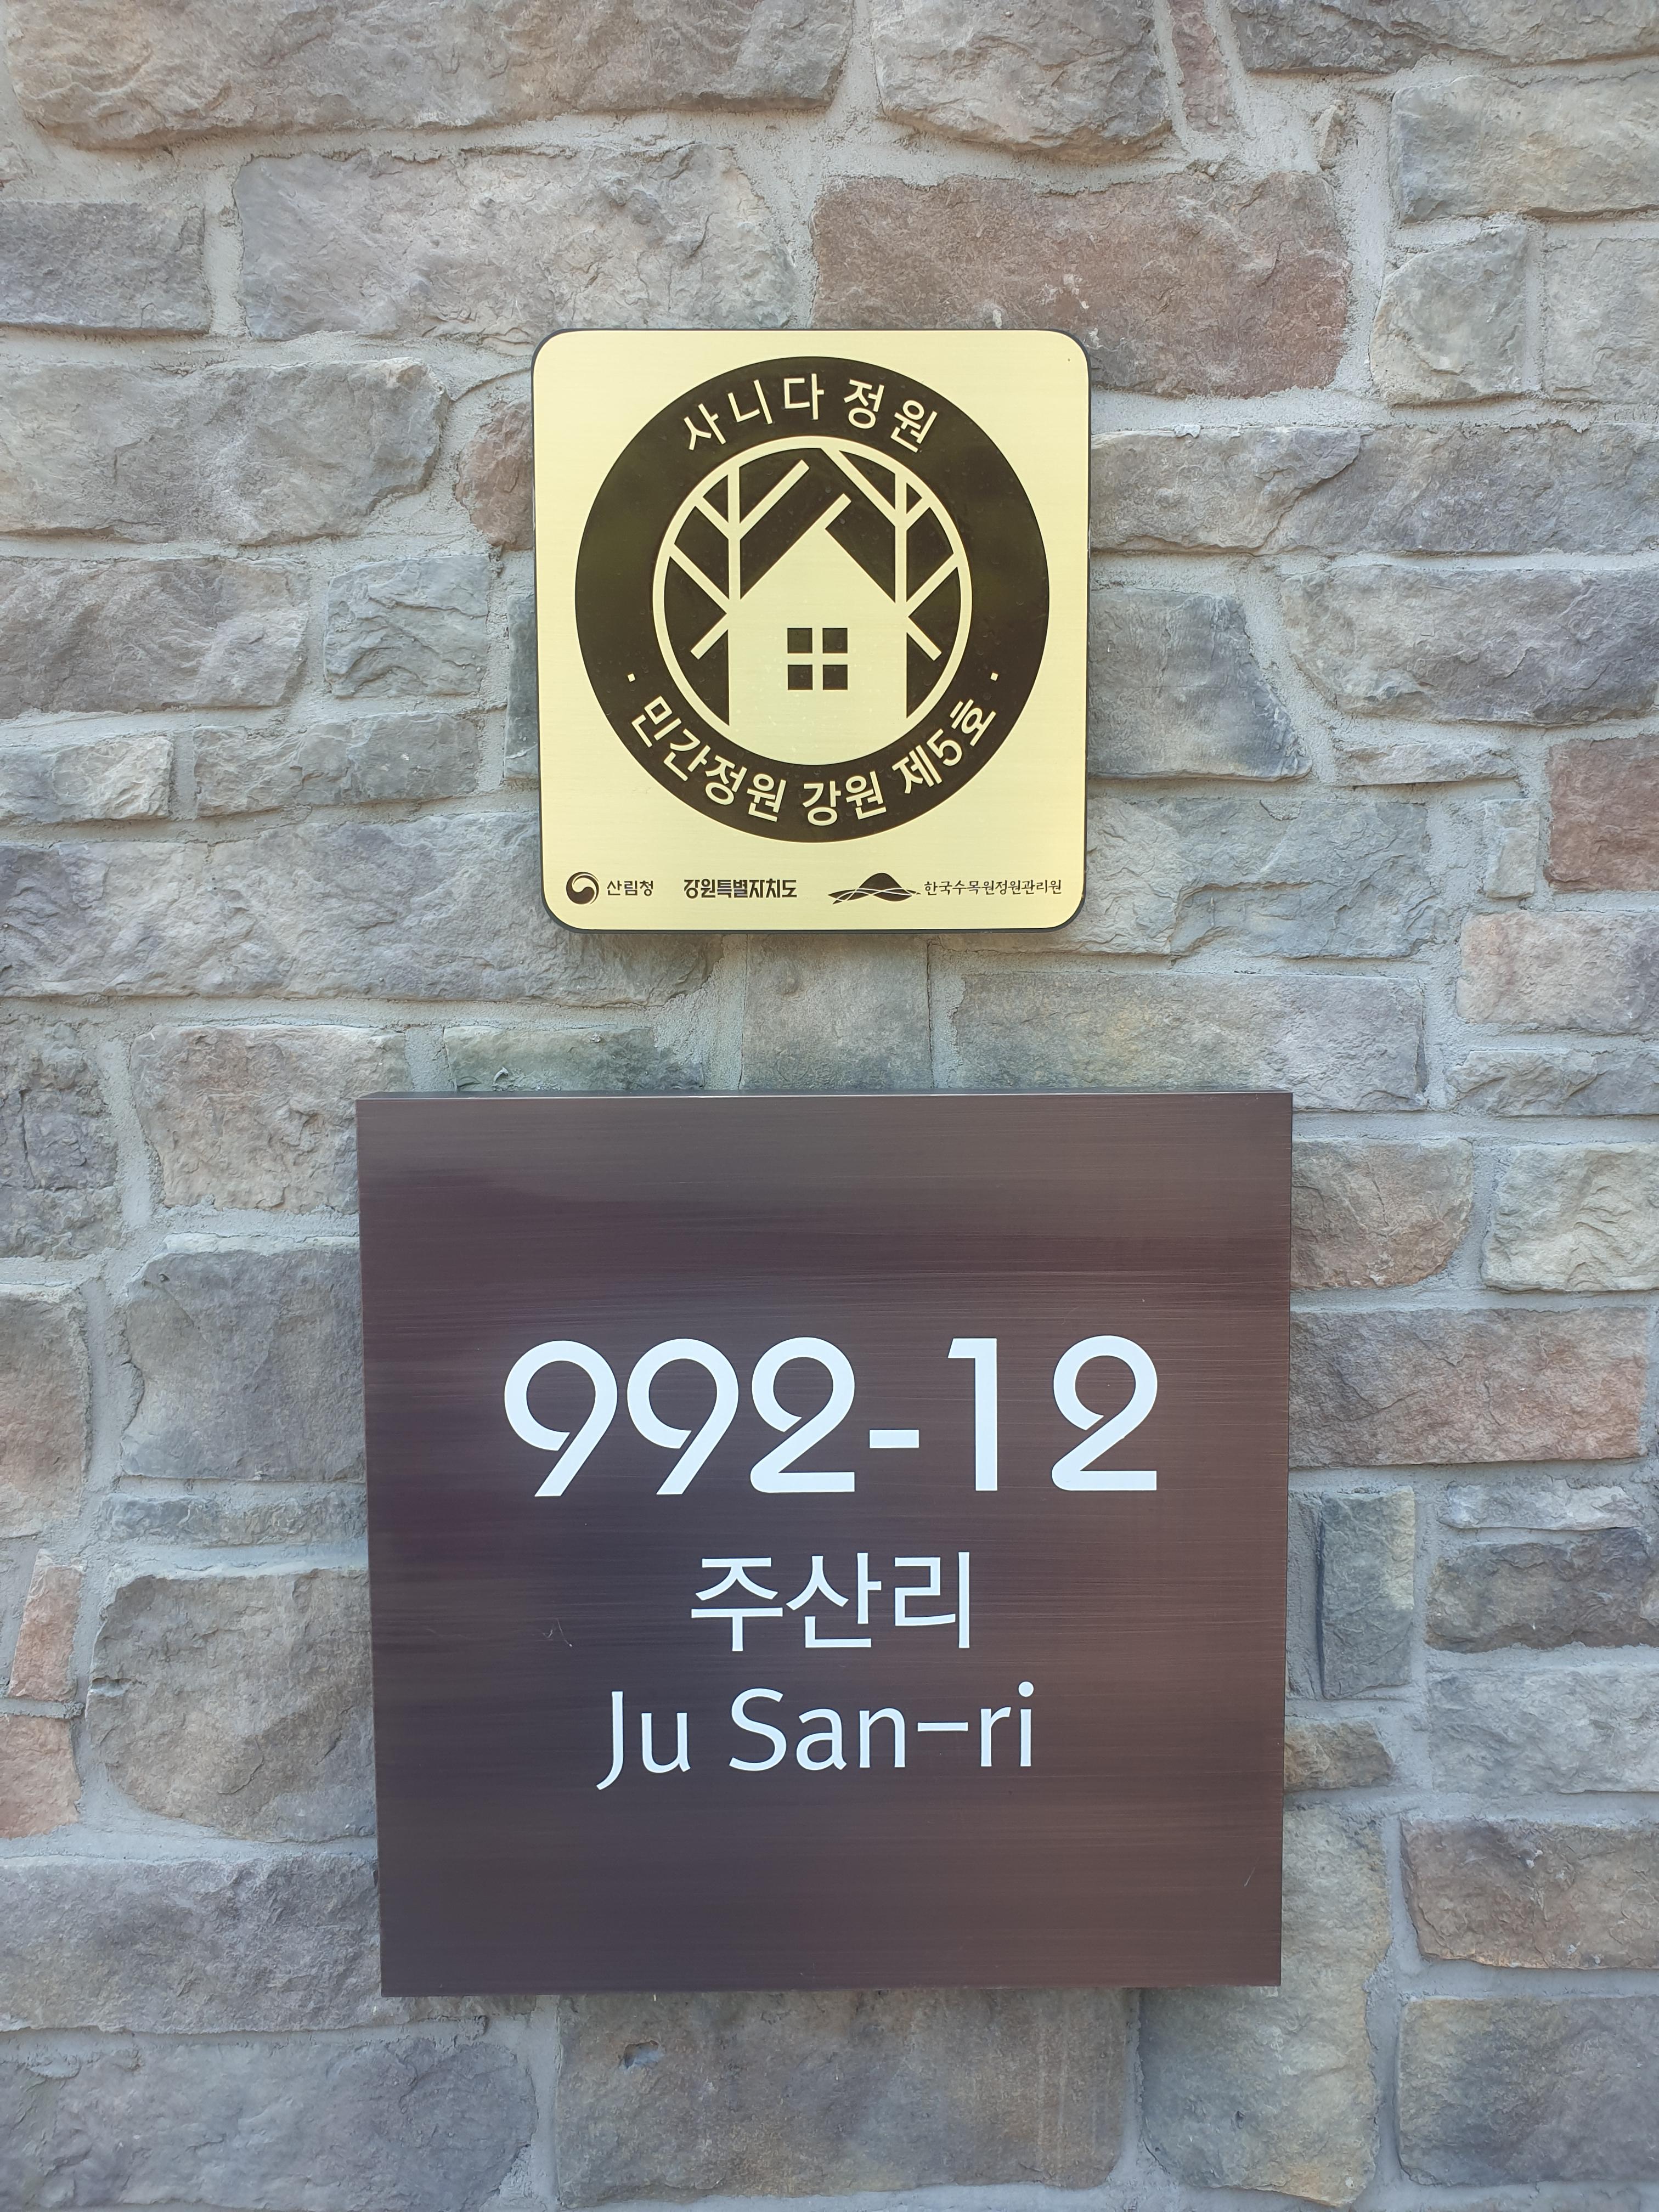 사니다 정원
· 민간정원 강원 제5호 ·
산림청 강원특별자치도 한국수목원정원관리원
992-12
주산리
Ju San-ri